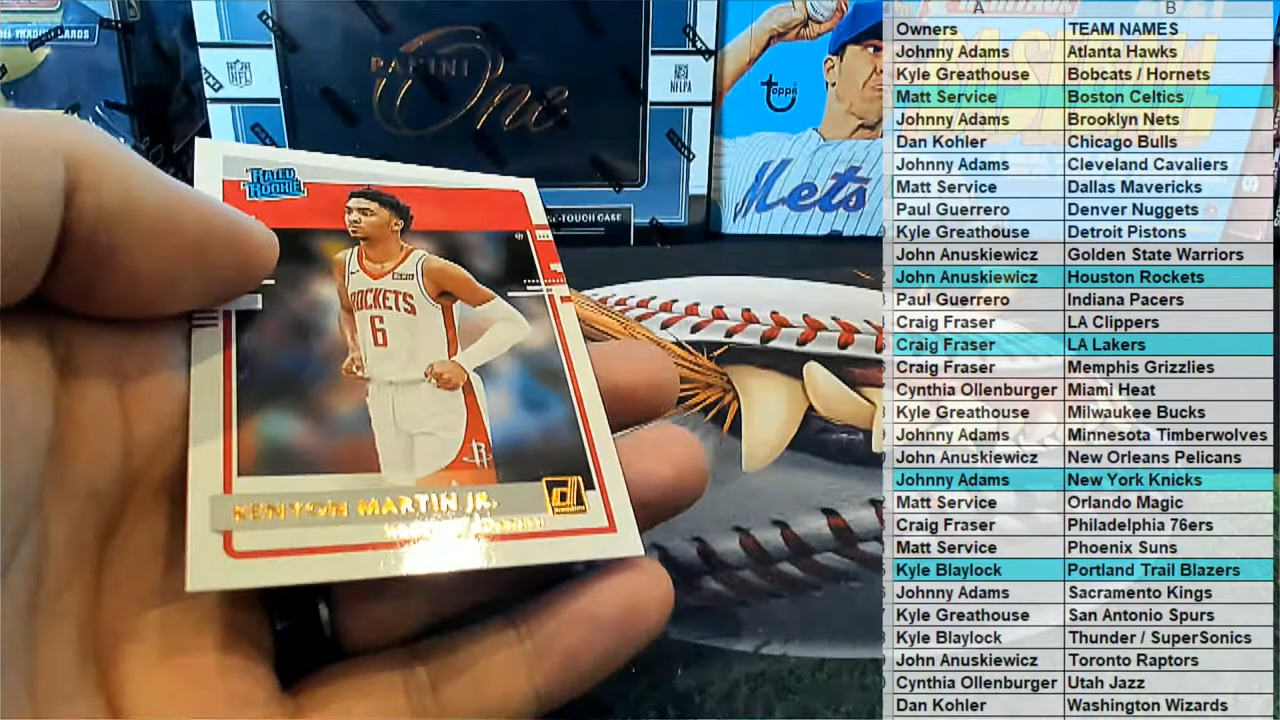 PANINI
One
NFL
NFLPA
E-TOUCH CASE
Topps
Mets
RATED
ROOKIE
ROCKETS
6
KENYON MARTIN JR.
A B
Owners TEAM NAMES
Johnny Adams Atlanta Hawks
Kyle Greathouse Bobcats / Hornets
Matt Service Boston Celtics
Johnny Adams Brooklyn Nets
Dan Kohler Chicago Bulls
Johnny Adams Cleveland Cavaliers
Matt Service Dallas Mavericks
Paul Guerrero Denver Nuggets
Kyle Greathouse Detroit Pistons
John Anuskiewicz Golden State Warriors
John Anuskiewicz Houston Rockets
Paul Guerrero Indiana Pacers
Craig Fraser LA Clippers
Craig Fraser LA Lakers
Craig Fraser Memphis Grizzlies
Cynthia Ollenburger Miami Heat
Kyle Greathouse Milwaukee Bucks
Johnny Adams Minnesota Timberwolves
John Anuskiewicz New Orleans Pelicans
Johnny Adams New York Knicks
Matt Service Orlando Magic
Craig Fraser Philadelphia 76ers
Matt Service Phoenix Suns
Kyle Blaylock Portland Trail Blazers
Johnny Adams Sacramento Kings
Kyle Greathouse San Antonio Spurs
Kyle Blaylock Thunder / SuperSonics
John Anuskiewicz Toronto Raptors
Cynthia Ollenburger Utah Jazz
Dan Kohler Washington Wizards